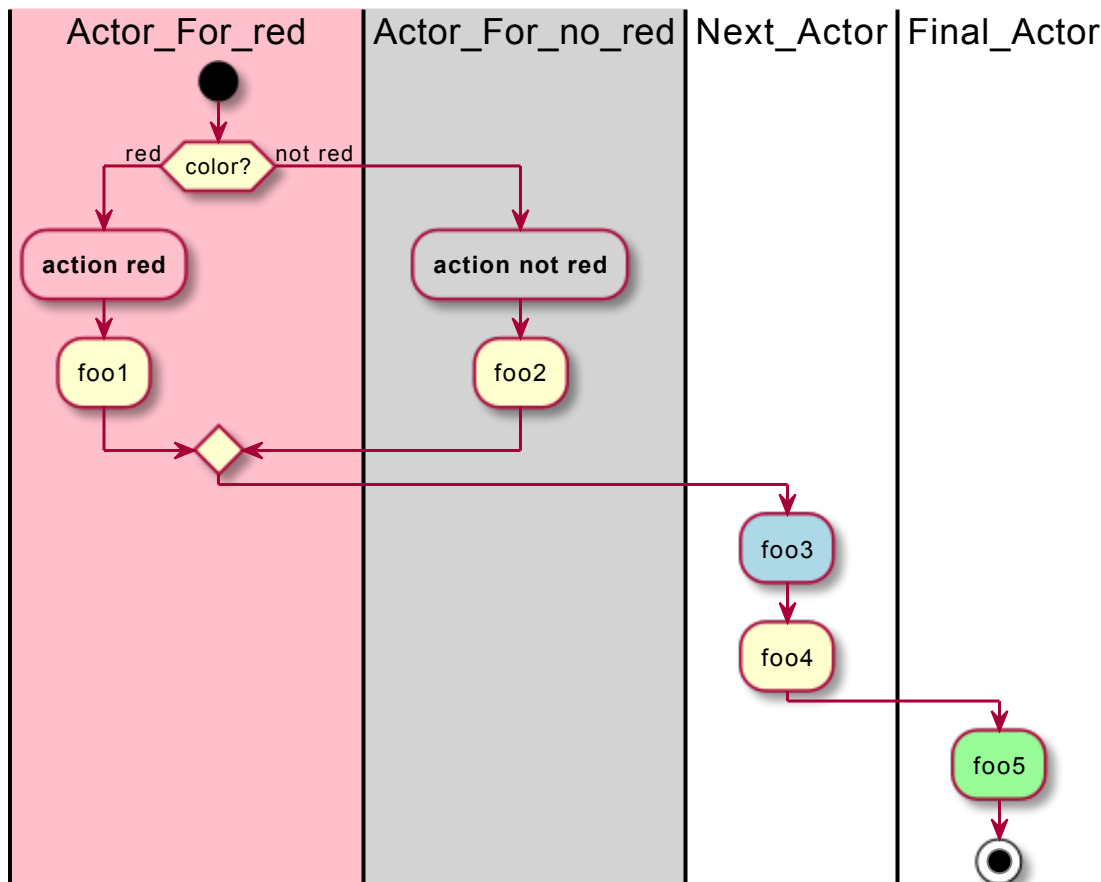 Actor_For_red
Actor_For_no_red
Next_Actor
Final_Actor
red
color?
not red
action red
action not red
foo1
foo2
foo3
foo4
foo5